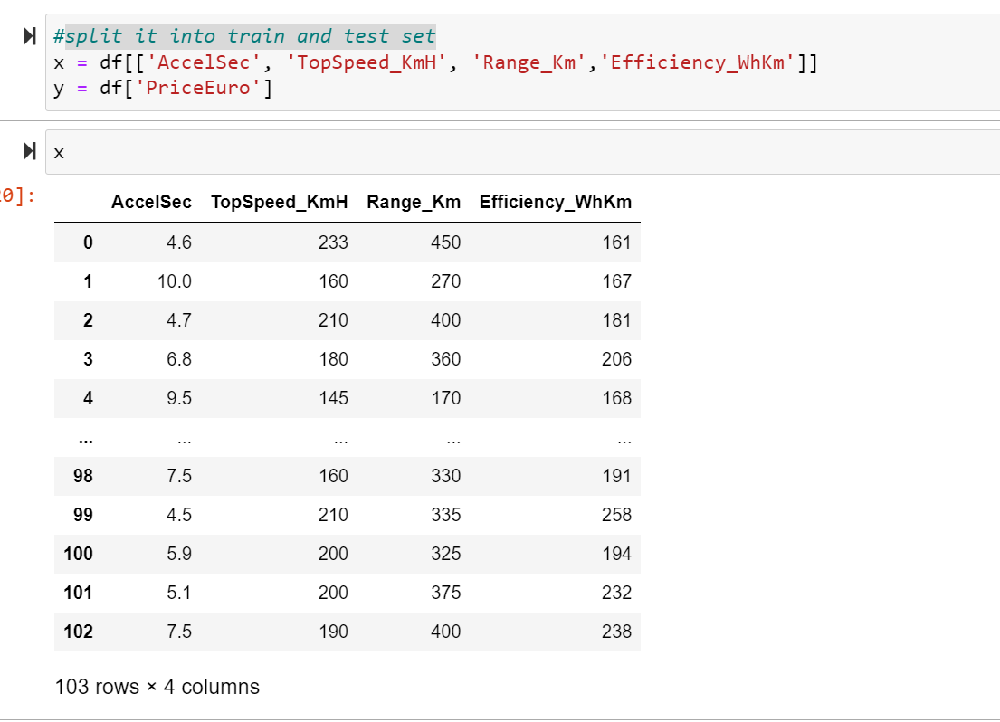 #split it into train and test set
x = df[['AccelSec', 'TopSpeed_KmH', 'Range_Km','Efficiency_WhKm']]
y = df['PriceEuro']
x
0]:
AccelSec TopSpeed_KmH Range_Km Efficiency_WhKm
0 4.6 233 450 161
1 10.0 160 270 167
2 4.7 210 400 181
3 6.8 180 360 206
4 9.5 145 170 168
... ... ... ... ...
98 7.5 160 330 191
99 4.5 210 335 258
100 5.9 200 325 194
101 5.1 200 375 232
102 7.5 190 400 238
103 rows × 4 columns